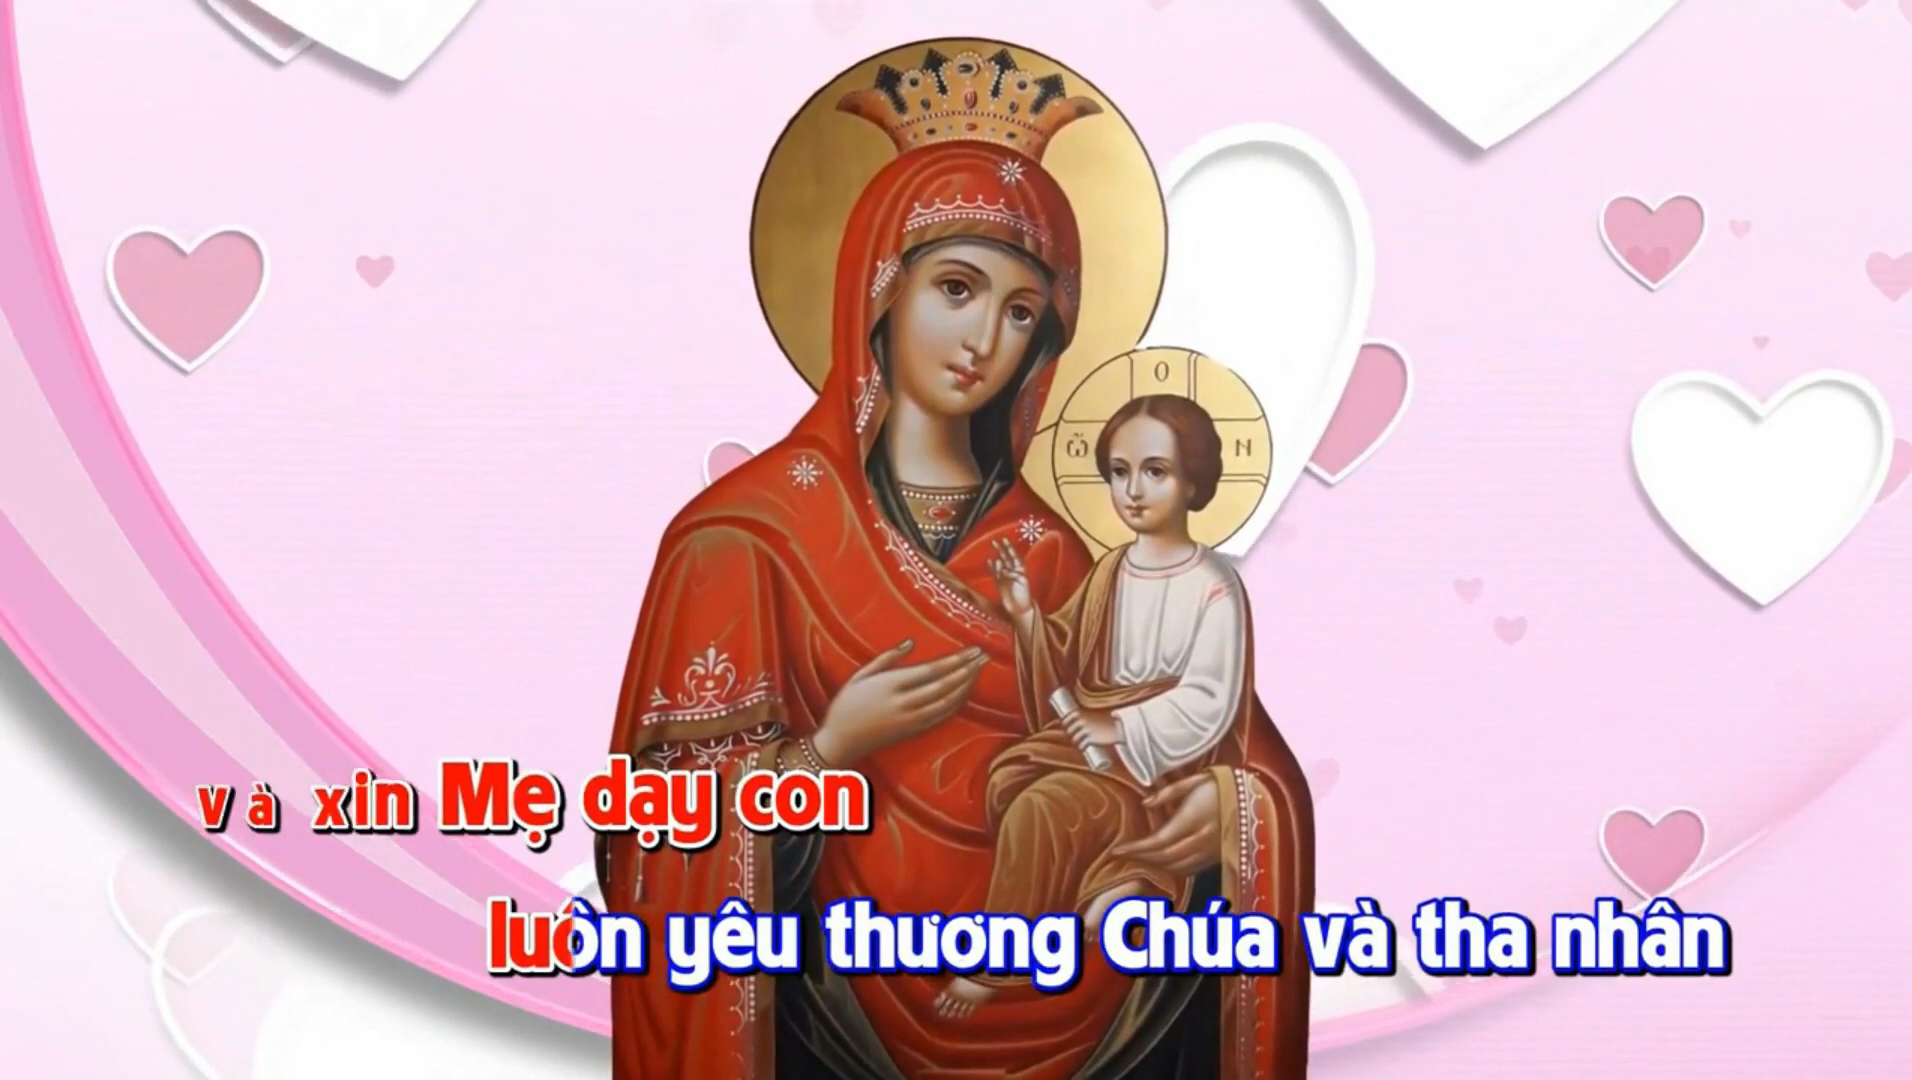 Ο
ὤ Ν
và xin Mẹ dạy con
luôn yêu thương Chúa và tha nhân